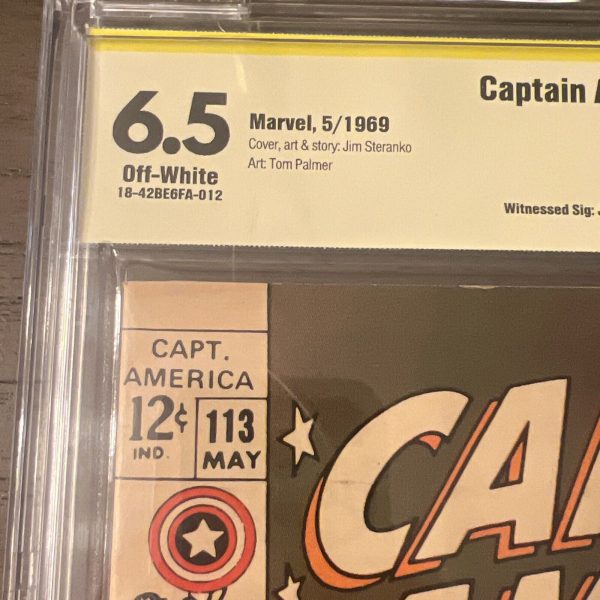 6.5
Off-White
18-42BE6FA-012
Marvel, 5/1969
Cover, art & story: Jim Steranko
Art: Tom Palmer
Captain
Witnessed Sig:
CAPT.
AMERICA
12¢
IND.
113
MAY
CA